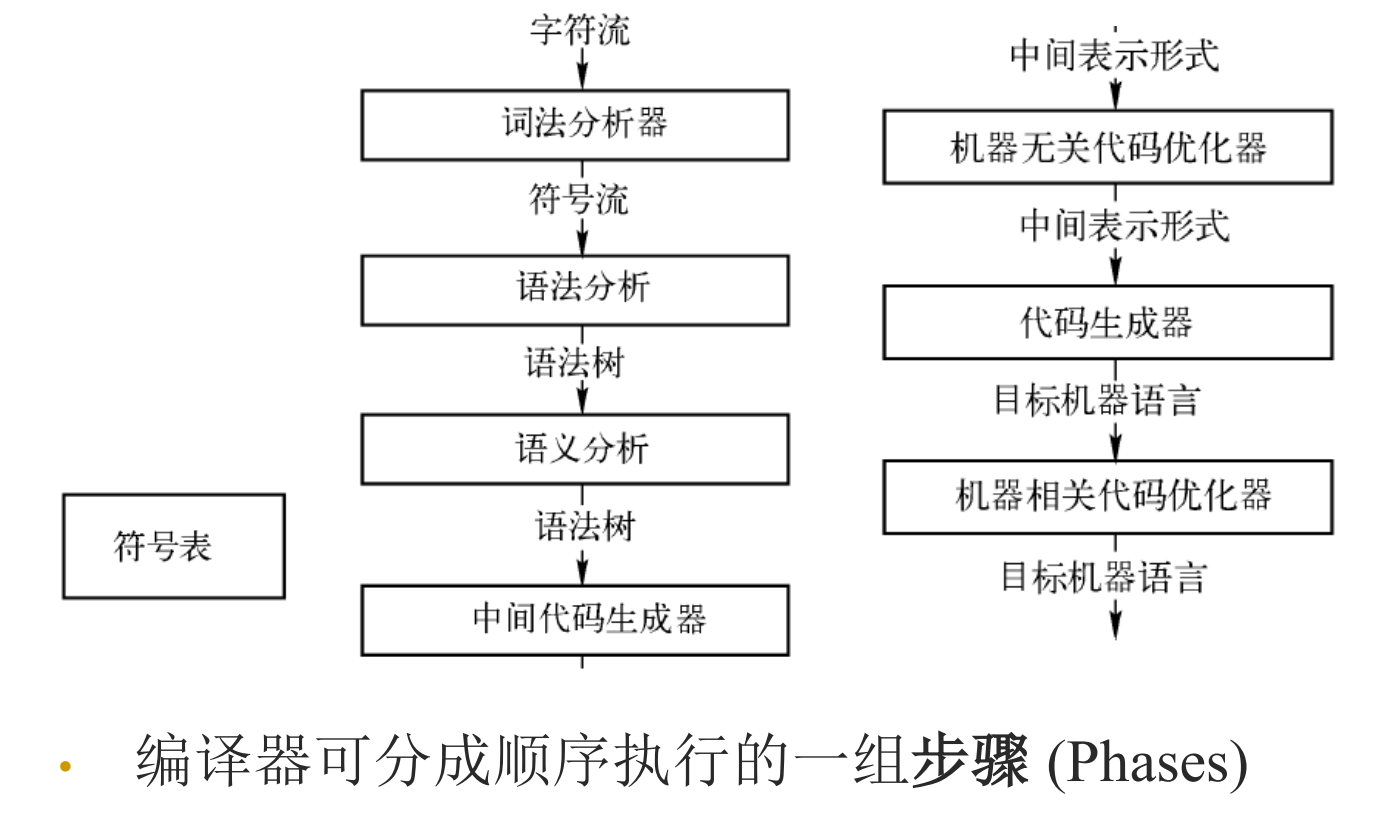 字符流
词法分析器
符号流
语法分析
语法树
语义分析
语法树
中间代码生成器
符号表
中间表示形式
机器无关代码优化器
中间表示形式
代码生成器
目标机器语言
机器相关代码优化器
目标机器语言
• 编译器可分成顺序执行的一组步骤 (Phases)